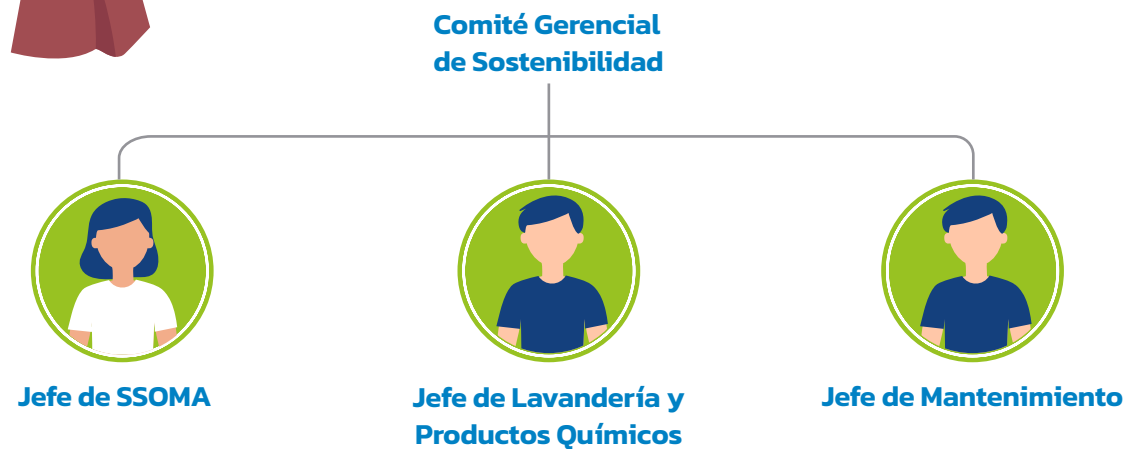 Comité Gerencial
de Sostenibilidad
Jefe de SSOMA
Jefe de Lavandería y
Productos Químicos
Jefe de Mantenimiento